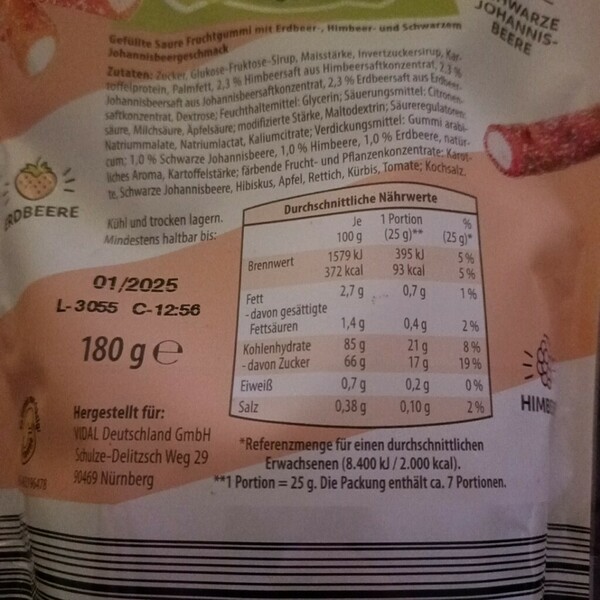 WARZE
JOHANNIS-
BEERE
Gefüllte Saure Fruchtgummi mit Erdbeer-, Himbeer- und Schwarzem
Johannisbeergeschmack
Zutaten: Zucker, Glukose-Fruktose-Sirup, Maisstärke, Invertzuckersirup, Kar-
toffelprotein, Palmfett, 2,3 % Himbeersaft aus Himbeersaftkonzentrat, 2,3 %
Johannisbeersaft aus Johannisbeersaftkonzentrat, 2,3 % Erdbeersaft aus Erdbeer-
saftkonzentrat, Dextrose; Feuchthaltemittel: Glycerin; Säuerungsmittel: Citronen-
säure, Milchsäure, Äpfelsäure; modifizierte Stärke, Maltodextrin; Säureregulatoren:
Natriummalate, Natriumlactat, Kaliumcitrate; Verdickungsmittel: Gummi arabi-
cum; 1,0 % Schwarze Johannisbeere, 1,0 % Himbeere, 1,0 % Erdbeere, natür-
liches Aroma, Kartoffelstärke; färbende Frucht- und Pflanzenkonzentrate: Karot-
te, Schwarze Johannisbeere, Hibiskus, Apfel, Rettich, Kürbis, Tomate; Kochsalz.
ERDBEERE
Kühl und trocken lagern.
Mindestens haltbar bis:
01/2025
L-3055 C-12:56
180 g ℮
Durchschnittliche Nährwerte
Je 1 Portion %
100 g (25 g)** (25 g)*
Brennwert 1579 kJ 395 kJ 5 %
372 kcal 93 kcal 5 %
Fett 2,7 g 0,7 g 1 %
- davon gesättigte
Fettsäuren 1,4 g 0,4 g 2 %
Kohlenhydrate 85 g 21 g 8 %
- davon Zucker 66 g 17 g 19 %
Eiweiß 0,7 g 0,2 g 0 %
Salz 0,38 g 0,10 g 2 %
HIMB
Hergestellt für:
VIDAL Deutschland GmbH
Schulze-Delitzsch Weg 29
90469 Nürnberg
*Referenzmenge für einen durchschnittlichen
Erwachsenen (8.400 kJ / 2.000 kcal).
**1 Portion = 25 g. Die Packung enthält ca. 7 Portionen.